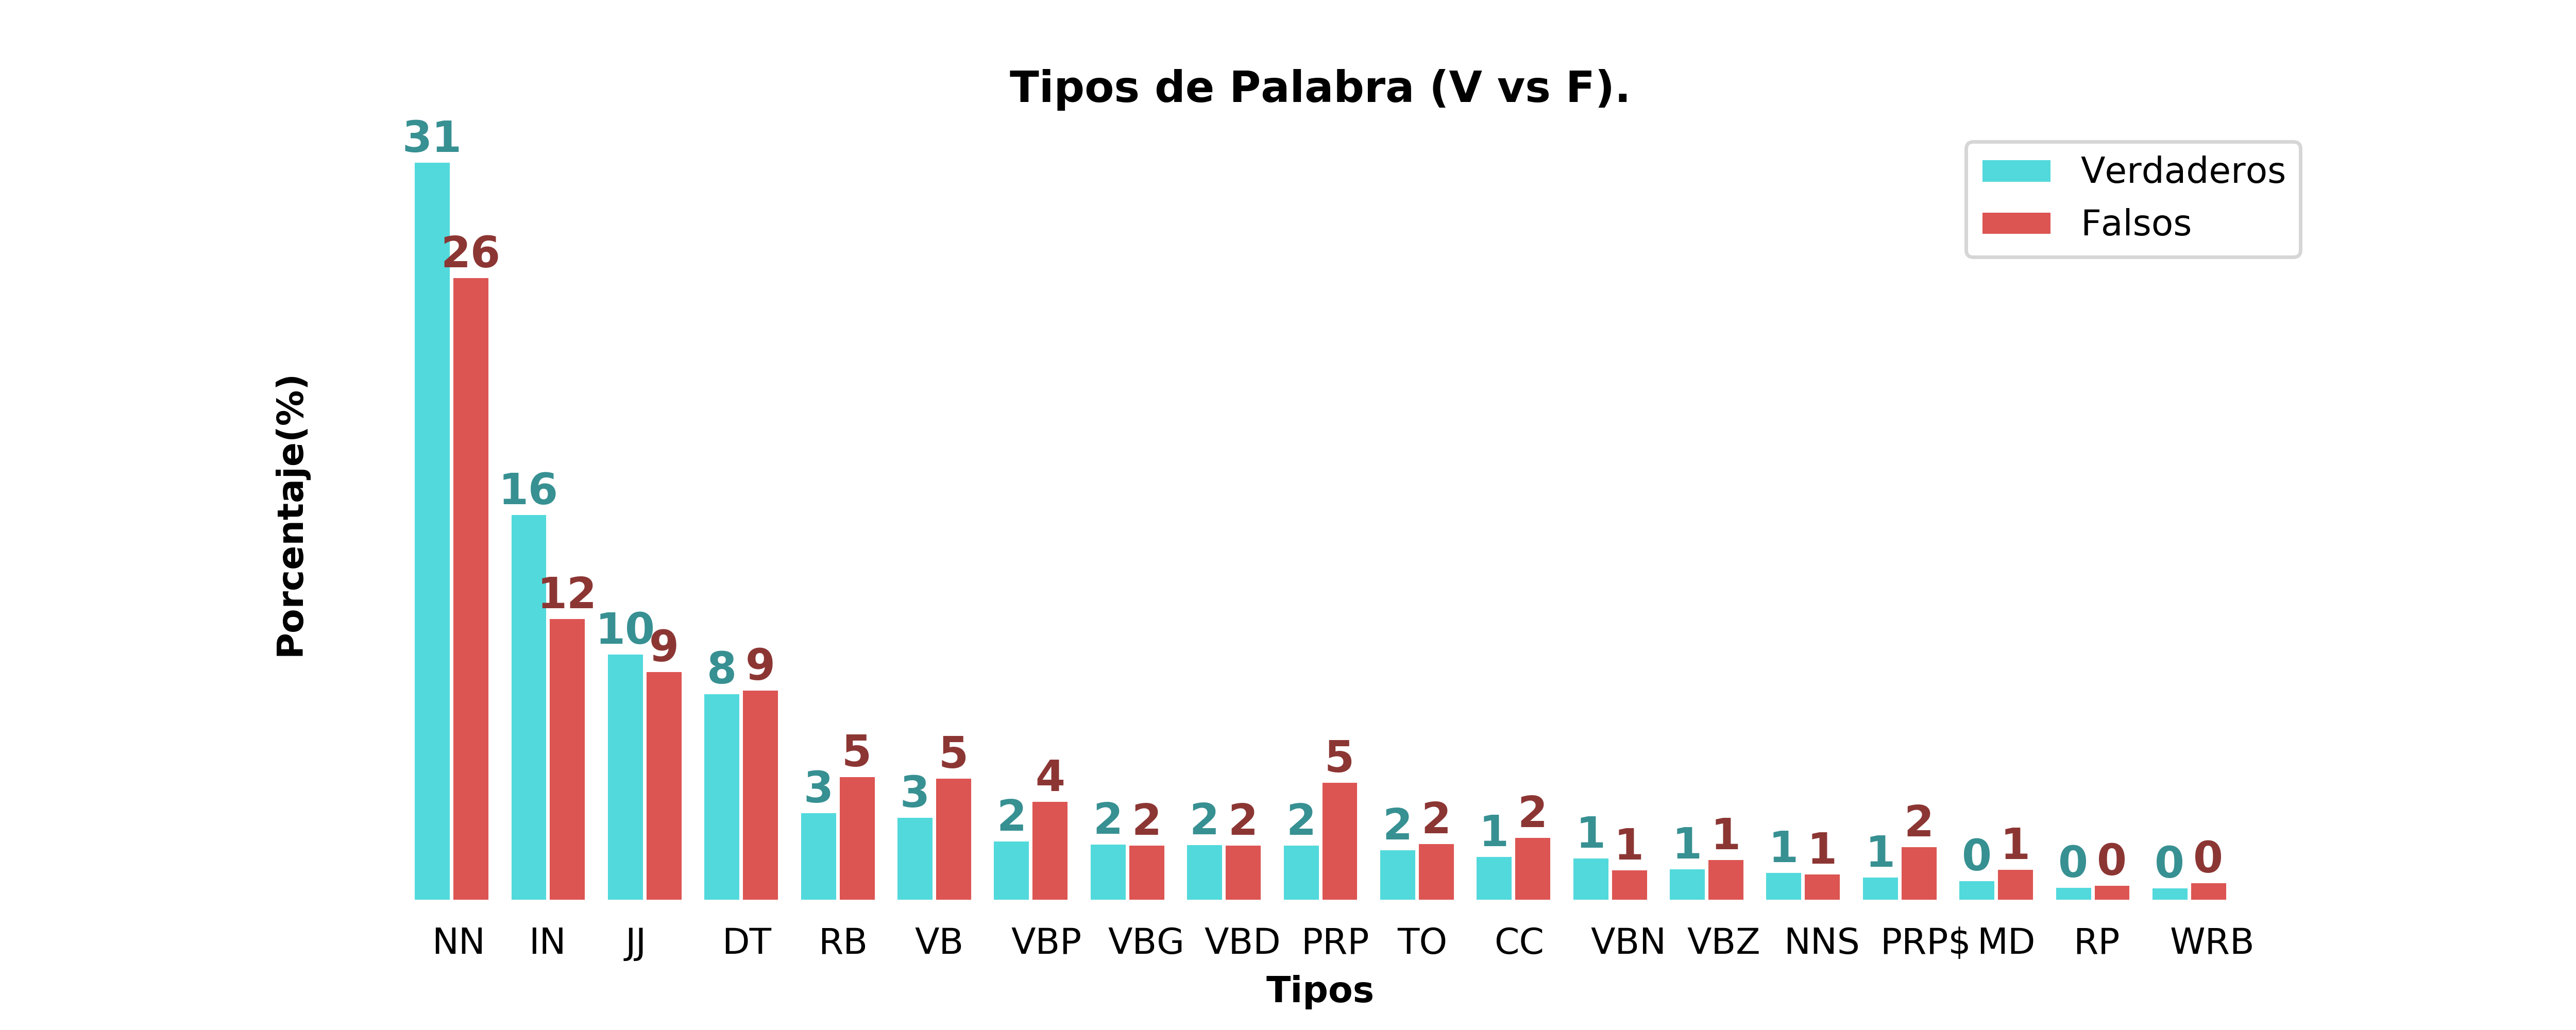 Tipos de Palabra (V vs F).
Verdaderos
Falsos
Porcentaje(%)
31 26 16 12 10 9 8 9 3 5 3 5 2 4 2 2 2 2 2 5 2 2 1 2 1 1 1 1 1 1 1 2 0 1 0 0 0 0
NN IN JJ DT RB VB VBP VBG VBD PRP TO CC VBN VBZ NNS PRP$ MD RP WRB
Tipos